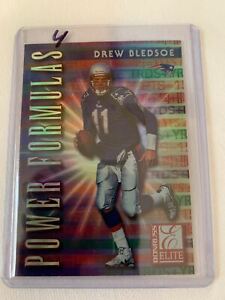 y
DREW BLEDSOE
POWER FORMULAS
11
DONRUSS
E
ELITE